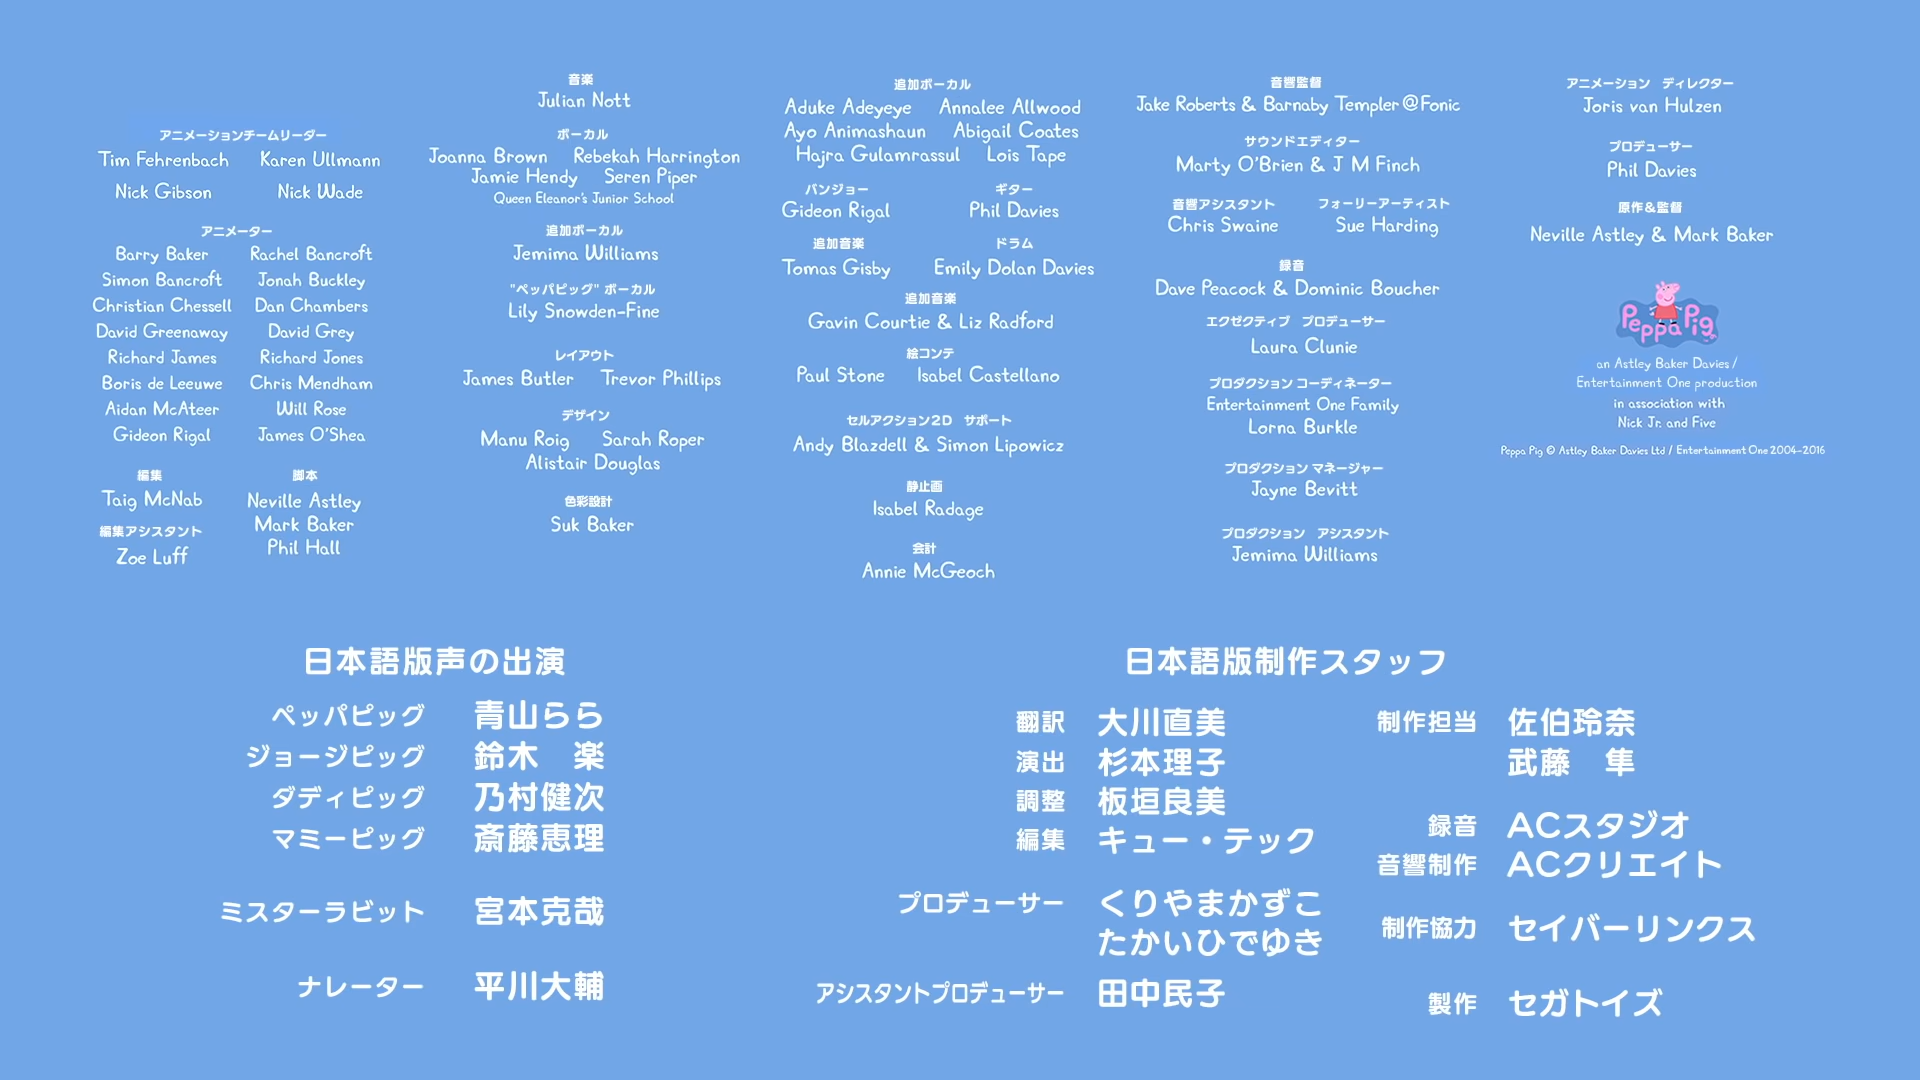 アニメーションチームリーダー
Tim Fehrenbach Karen Ullmann
Nick Gibson Nick Wade
アニメーター
Barry Baker Rachel Bancroft
Simon Bancroft Jonah Buckley
Christian Chessell Dan Chambers
David Greenaway David Grey
Richard James Richard Jones
Boris de Leeuwe Chris Mendham
Aidan McAteer Will Rose
Gideon Rigal James O'Shea
編集
Taig McNab
編集アシスタント
Zoe Luff
脚本
Neville Astley
Mark Baker
Phil Hall
音楽
Julian Nott
ボーカル
Joanna Brown Rebekah Harrington
Jamie Hendy Seren Piper
Queen Eleanor's Junior School
追加ボーカル
Jemima Williams
"ペッパピッグ" ボーカル
Lily Snowden-Fine
レイアウト
James Butler Trevor Phillips
デザイン
Manu Roig Sarah Roper
Alistair Douglas
色彩設計
Suk Baker
追加ボーカル
Aduke Adeyeye Annalee Allwood
Ayo Animashaun Abigail Coates
Hajra Gulamrassul Lois Tape
バンジョー ギター
Gideon Rigal Phil Davies
追加音楽 ドラム
Tomas Gisby Emily Dolan Davies
追加音楽
Gavin Courtie & Liz Radford
絵コンテ
Paul Stone Isabel Castellano
セルアクション2D サポート
Andy Blazdell & Simon Lipowicz
静止画
Isabel Radage
会計
Annie McGeoch
音響監督
Jake Roberts & Barnaby Templer @Fonic
サウンドエディター
Marty O'Brien & J M Finch
音響アシスタント フォーリーアーティスト
Chris Swaine Sue Harding
録音
Dave Peacock & Dominic Boucher
エクゼクティブ プロデューサー
Laura Clunie
プロダクション コーディネーター
Entertainment One Family
Lorna Burkle
プロダクション マネージャー
Jayne Bevitt
プロダクション アシスタント
Jemima Williams
アニメーション ディレクター
Joris van Hulzen
プロデューサー
Phil Davies
原作&監督
Neville Astley & Mark Baker
Peppa Pig
an Astley Baker Davies /
Entertainment One production
in association with
Nick Jr. and Five
Peppa Pig © Astley Baker Davies Ltd / Entertainment One 2004-2016
日本語版声の出演
ペッパピッグ 青山らら
ジョージピッグ 鈴木 楽
ダディピッグ 乃村健次
マミーピッグ 斎藤恵理
ミスターラビット 宮本克哉
ナレーター 平川大輔
日本語版制作スタッフ
翻訳 大川直美
演出 杉本理子
調整 板垣良美
編集 キュー・テック
プロデューサー くりやまかずこ
たかいひでゆき
アシスタントプロデューサー 田中民子
制作担当 佐伯玲奈
武藤 隼
録音 ACスタジオ
音響制作 ACクリエイト
制作協力 セイバーリンクス
製作 セガトイズ